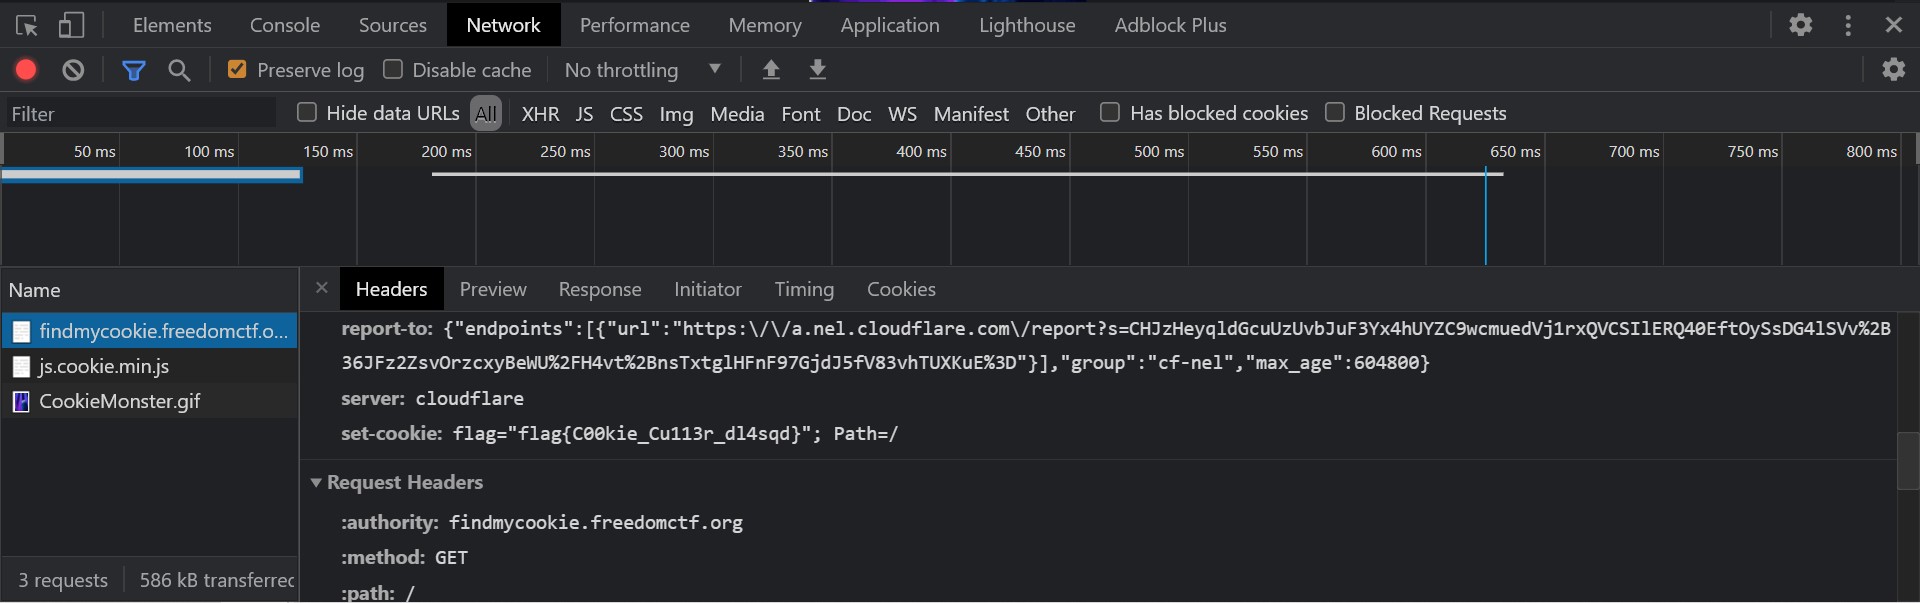 Elements Console Sources Network Performance Memory Application Lighthouse Adblock Plus
Preserve log Disable cache No throttling
Filter Hide data URLs All XHR JS CSS Img Media Font Doc WS Manifest Other Has blocked cookies Blocked Requests
50 ms 100 ms 150 ms 200 ms 250 ms 300 ms 350 ms 400 ms 450 ms 500 ms 550 ms 600 ms 650 ms 700 ms 750 ms 800 ms
Name
findmycookie.freedomctf.o...
js.cookie.min.js
CookieMonster.gif
3 requests 586 kB transferred
Headers Preview Response Initiator Timing Cookies
report-to: {"endpoints":[{"url":"https:\/\/a.nel.cloudflare.com\/report?s=CHJzHeyqldGcuUzUvbJuF3Yx4hUYZC9wcmuedVj1rxQVCSIlERQ40EftOySsDG4lSVv%2B
36JFz2ZsvOrzcxyBeWU%2FH4vt%2BnsTxtglHFnF97GjdJ5fV83vhTUXKuE%3D"}],"group":"cf-nel","max_age":604800}
server: cloudflare
set-cookie: flag="flag{C00kie_Cu113r_dl4sqd}"; Path=/
Request Headers
:authority: findmycookie.freedomctf.org
:method: GET
:path: /